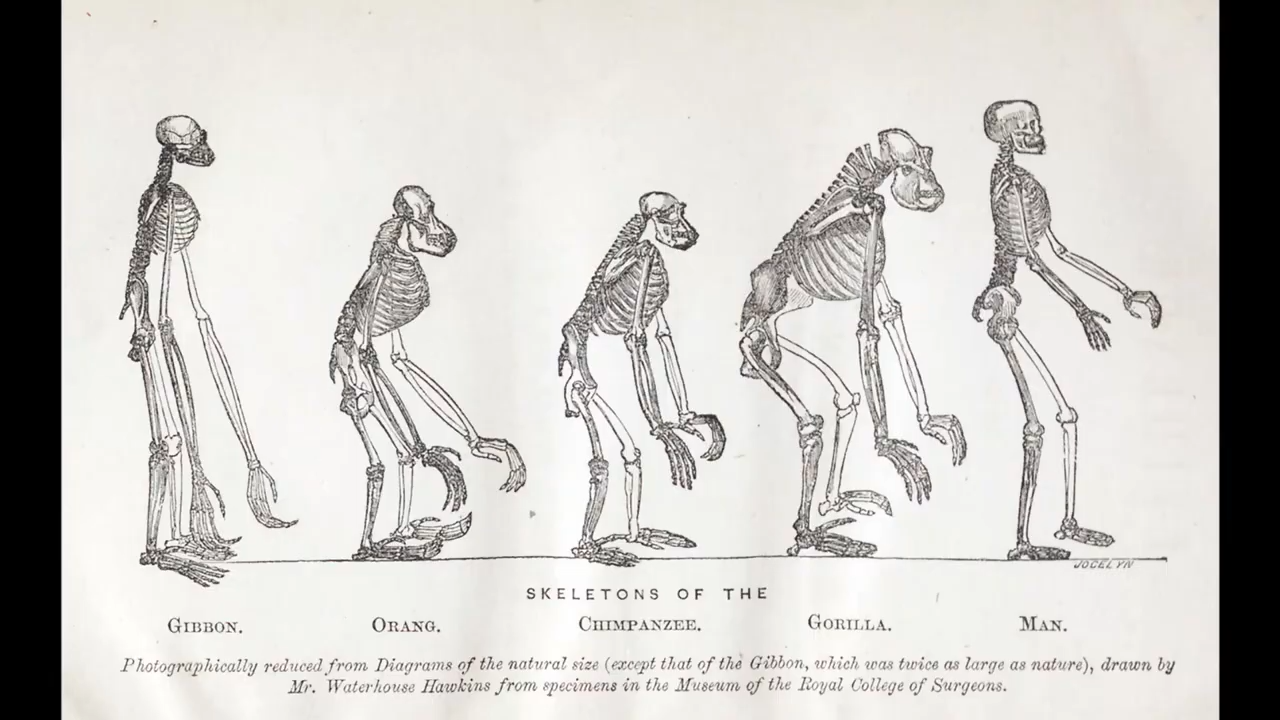 JOCELYN
SKELETONS OF THE
GIBBON. ORANG. CHIMPANZEE. GORILLA. MAN.
Photographically reduced from Diagrams of the natural size (except that of the Gibbon, which was twice as large as nature), drawn by
Mr. Waterhouse Hawkins from specimens in the Museum of the Royal College of Surgeons.